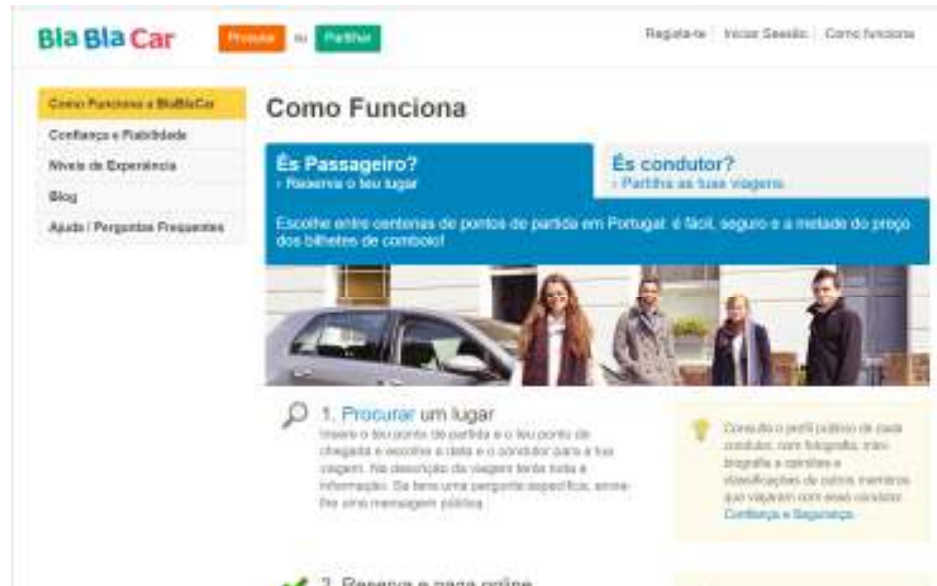 Bla Bla Car Procurar ou Partilhar Regista-te Iniciar Sessão Como funciona
Como Funciona a BlaBlaCar
Confiança e Fiabilidade
Níveis de Experiência
Blog
Ajuda / Perguntas Frequentes
Como Funciona
És Passageiro?
› Reserva o teu lugar
És condutor?
› Partilha as tuas viagens
Escolhe entre centenas de pontos de partida em Portugal: é fácil, seguro e a metade do preço
dos bilhetes de comboio!
1. Procurar um lugar
Insere o teu ponto de partida e o teu ponto de
chegada e escolhe a data e o condutor para a tua
viagem. Na descrição da viagem terás toda a
informação. Se tens uma pergunta específica, envia-
lhe uma mensagem pública.
Consulta o perfil público de cada
condutor, com fotografia, mini-
biografia e opiniões e
classificações de outros membros
que viajaram com esse condutor.
Confiança e Segurança.
2. Reserva e paga online